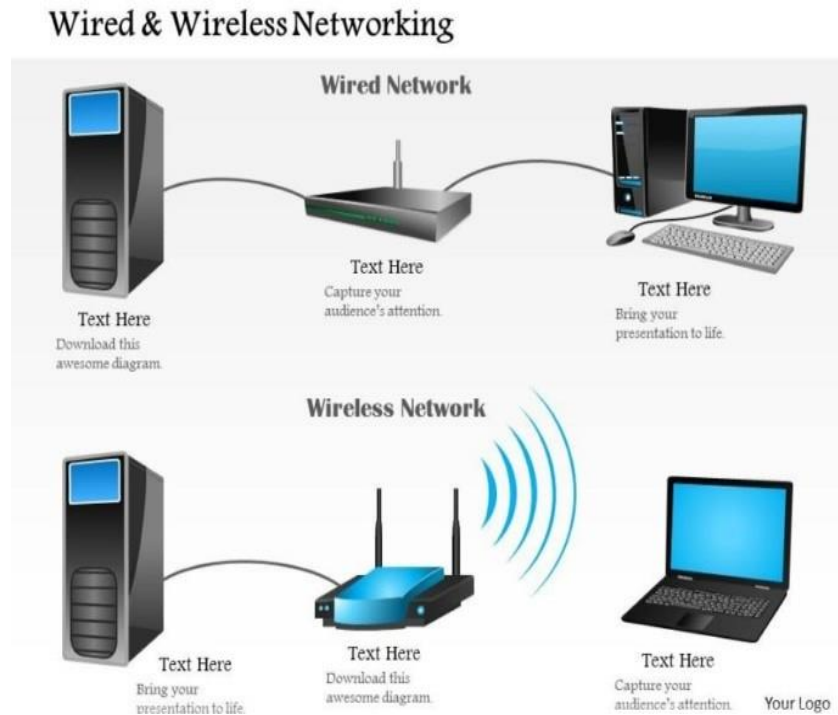 Wired & Wireless Networking
Wired Network
Text Here
Download this
awesome diagram.
Text Here
Capture your
audience's attention.
Text Here
Bring your
presentation to life.
Wireless Network
Text Here
Bring your
presentation to life.
Text Here
Download this
awesome diagram.
Text Here
Capture your
audience's attention.
Your Logo